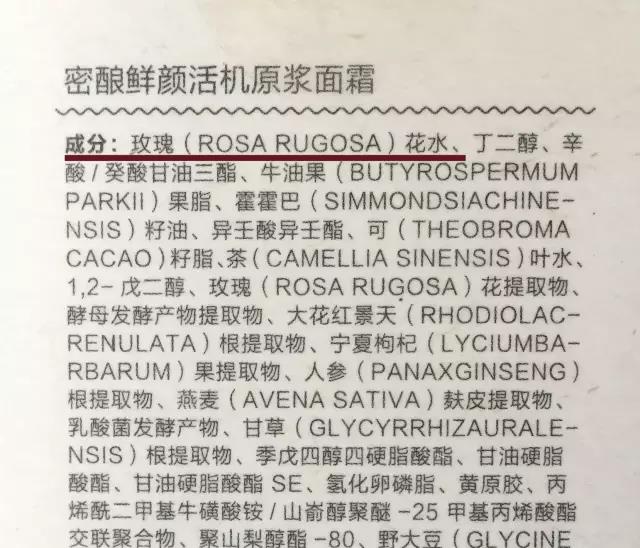 密酿鲜颜活机原浆面霜
成分：玫瑰（ROSA RUGOSA）花水、丁二醇、辛
酸/癸酸甘油三酯、牛油果（BUTYROSPERMUM
PARKII）果脂、霍霍巴（SIMMONDSIACHINE-
NSIS）籽油、异壬酸异壬酯、可（THEOBROMA
CACAO）籽脂、茶（CAMELLIA SINENSIS）叶水、
1,2-戊二醇、玫瑰（ROSA RUGOSA）花提取物、
酵母发酵产物提取物、大花红景天（RHODIOLAC-
RENULATA）根提取物、宁夏枸杞（LYCIUMBA-
RBARUM）果提取物、人参（PANAXGINSENG）
根提取物、燕麦（AVENA SATIVA）麸皮提取物、
乳酸菌发酵产物、甘草（GLYCYRRHIZAURALE-
NSIS）根提取物、季戊四醇四硬脂酸酯、甘油硬脂
酸酯、甘油硬脂酸酯 SE、氢化卵磷脂、黄原胶、丙
烯酰二甲基牛磺酸铵/山嵛醇聚醚-25 甲基丙烯酸酯
交联聚合物、聚山梨醇酯-80、野大豆（GLYCINE